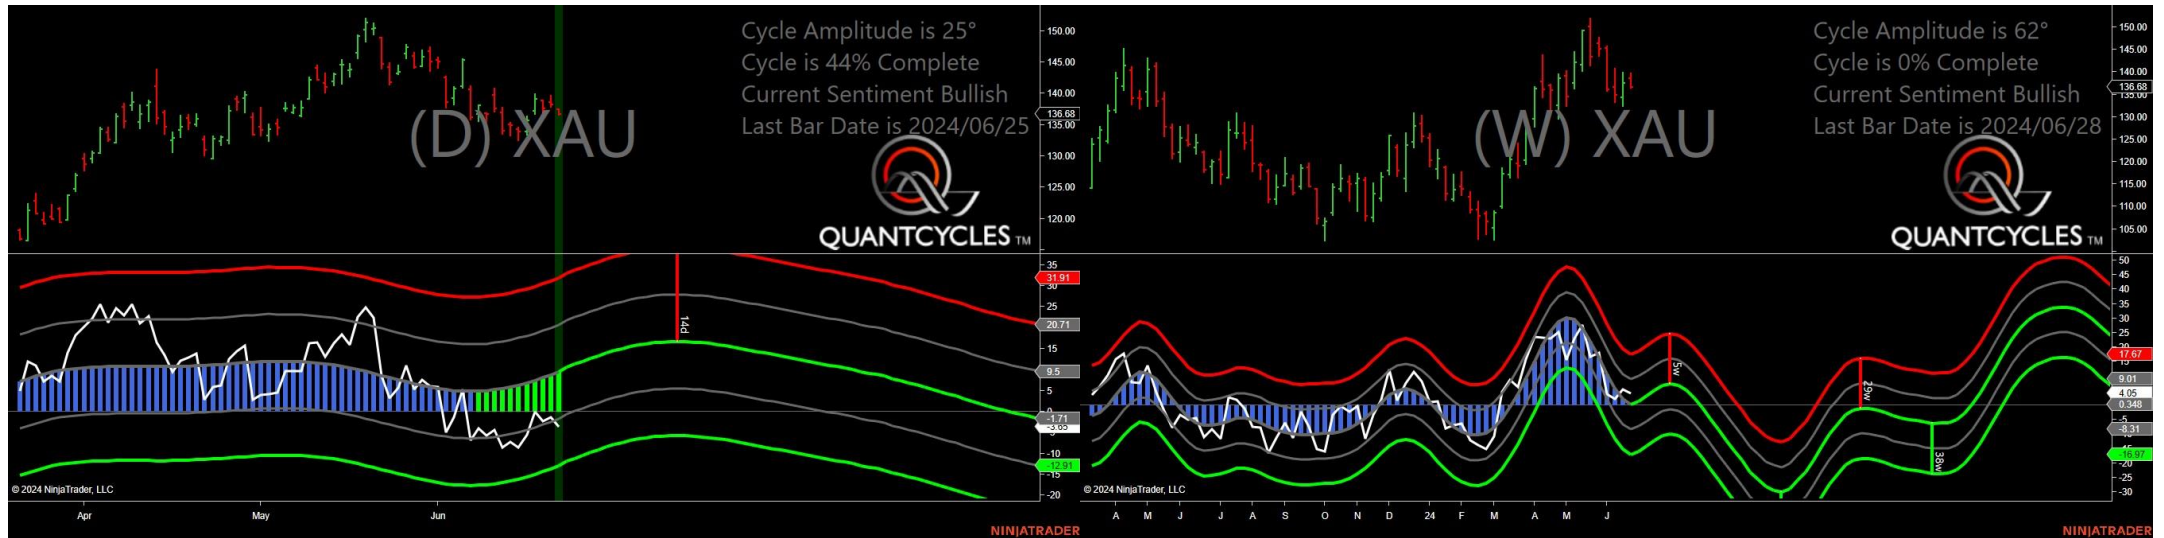 Cycle Amplitude is 25°
Cycle is 44% Complete
Current Sentiment Bullish
Last Bar Date is 2024/06/25
(D) XAU
QUANTCYCLES TM
150.00
145.00
140.00
136.68
135.00
130.00
125.00
120.00
35
31.91
30
25
20.71
15
9.5
5
-1.71
-3.65
-10
-12.91
-15
-20
14d
© 2024 NinjaTrader, LLC
Apr
May
Jun
NINJATRADER
Cycle Amplitude is 62°
Cycle is 0% Complete
Current Sentiment Bullish
Last Bar Date is 2024/06/28
(W) XAU
QUANTCYCLES TM
150.00
145.00
140.00
136.68
135.00
130.00
125.00
120.00
115.00
110.00
105.00
50
45
40
35
30
25
20
17.67
9.01
4.05
0.348
-5
-8.31
-15
-16.97
-20
-25
-30
5w
29w
38w
© 2024 NinjaTrader, LLC
A M J J A S O N D 24 F M A M J
NINJATRADER